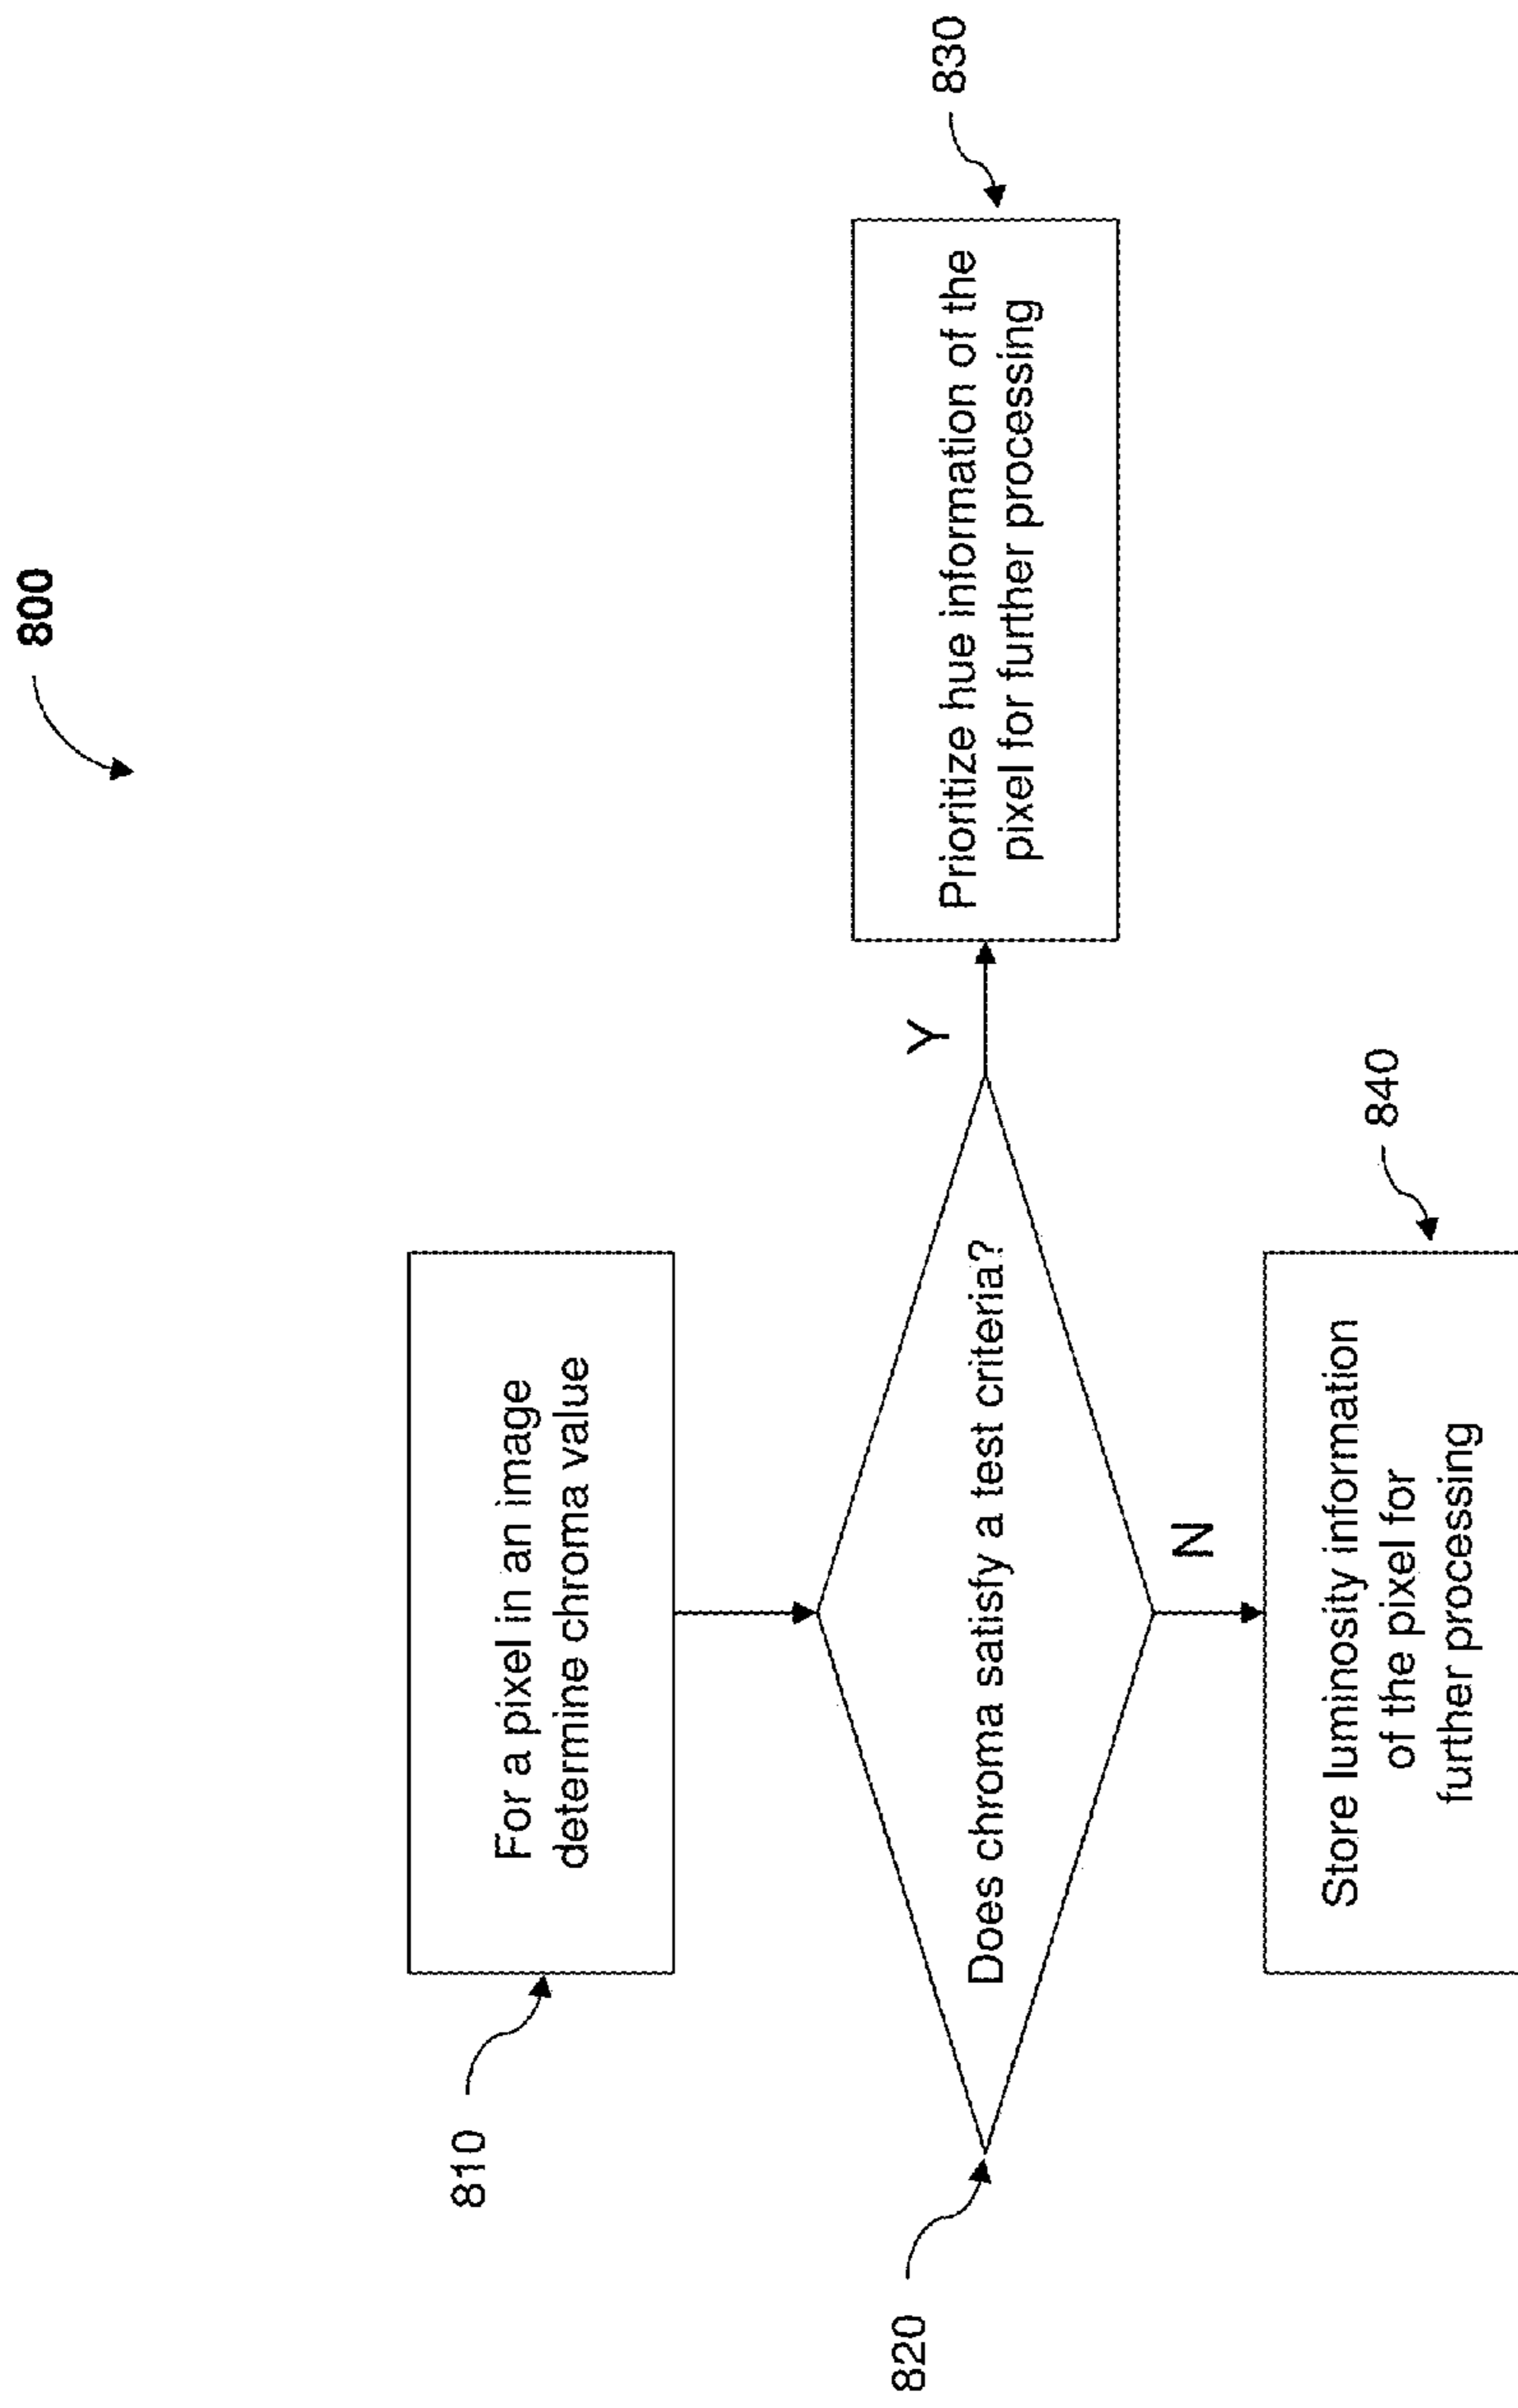 800
810
For a pixel in an image
determine chroma value
820
Does chroma satisfy a test criteria?
Y
830
Prioritize hue information of the
pixel for further processing
N
840
Store luminosity information
of the pixel for
further processing